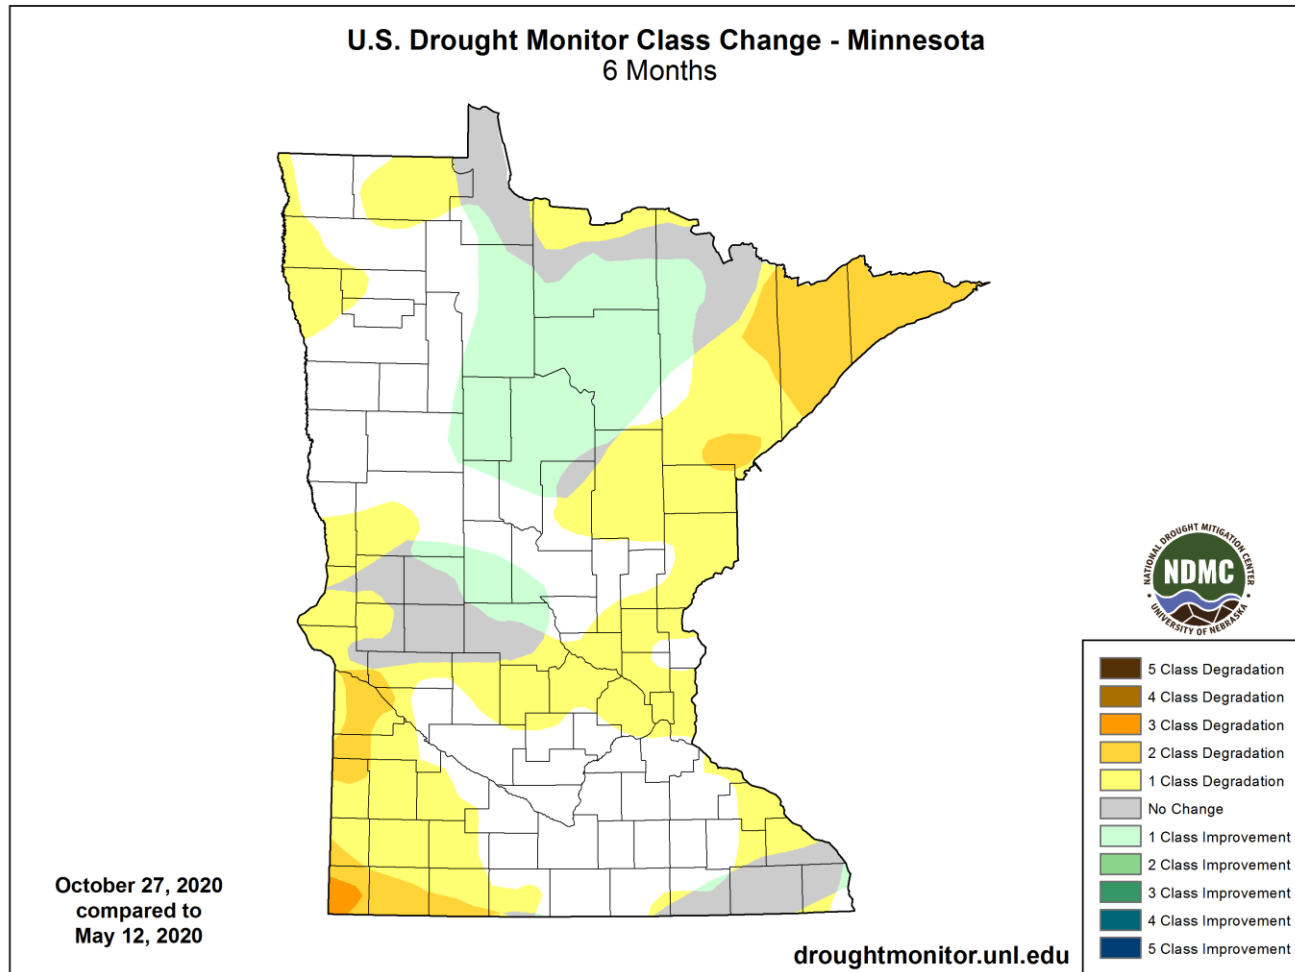 U.S. Drought Monitor Class Change - Minnesota
6 Months
NATIONAL DROUGHT MITIGATION CENTER
NDMC
UNIVERSITY OF NEBRASKA
5 Class Degradation
4 Class Degradation
3 Class Degradation
2 Class Degradation
1 Class Degradation
No Change
1 Class Improvement
2 Class Improvement
3 Class Improvement
4 Class Improvement
5 Class Improvement
October 27, 2020
compared to
May 12, 2020
droughtmonitor.unl.edu